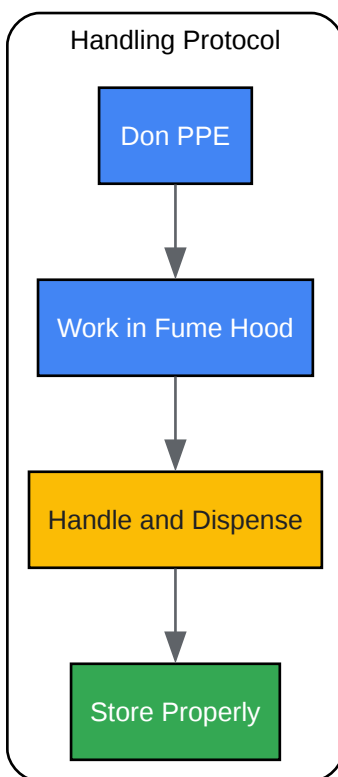 Handling Protocol
Don PPE
Work in Fume Hood
Handle and Dispense
Store Properly